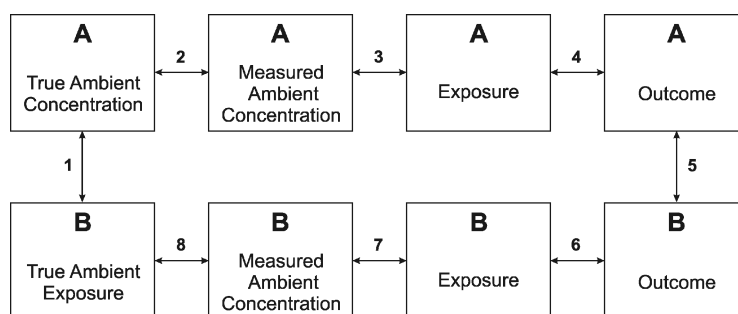 A
True Ambient
Concentration
2
A
Measured
Ambient
Concentration
3
A
Exposure
4
A
Outcome
1
5
B
True Ambient
Exposure
8
B
Measured
Ambient
Concentration
7
B
Exposure
6
B
Outcome